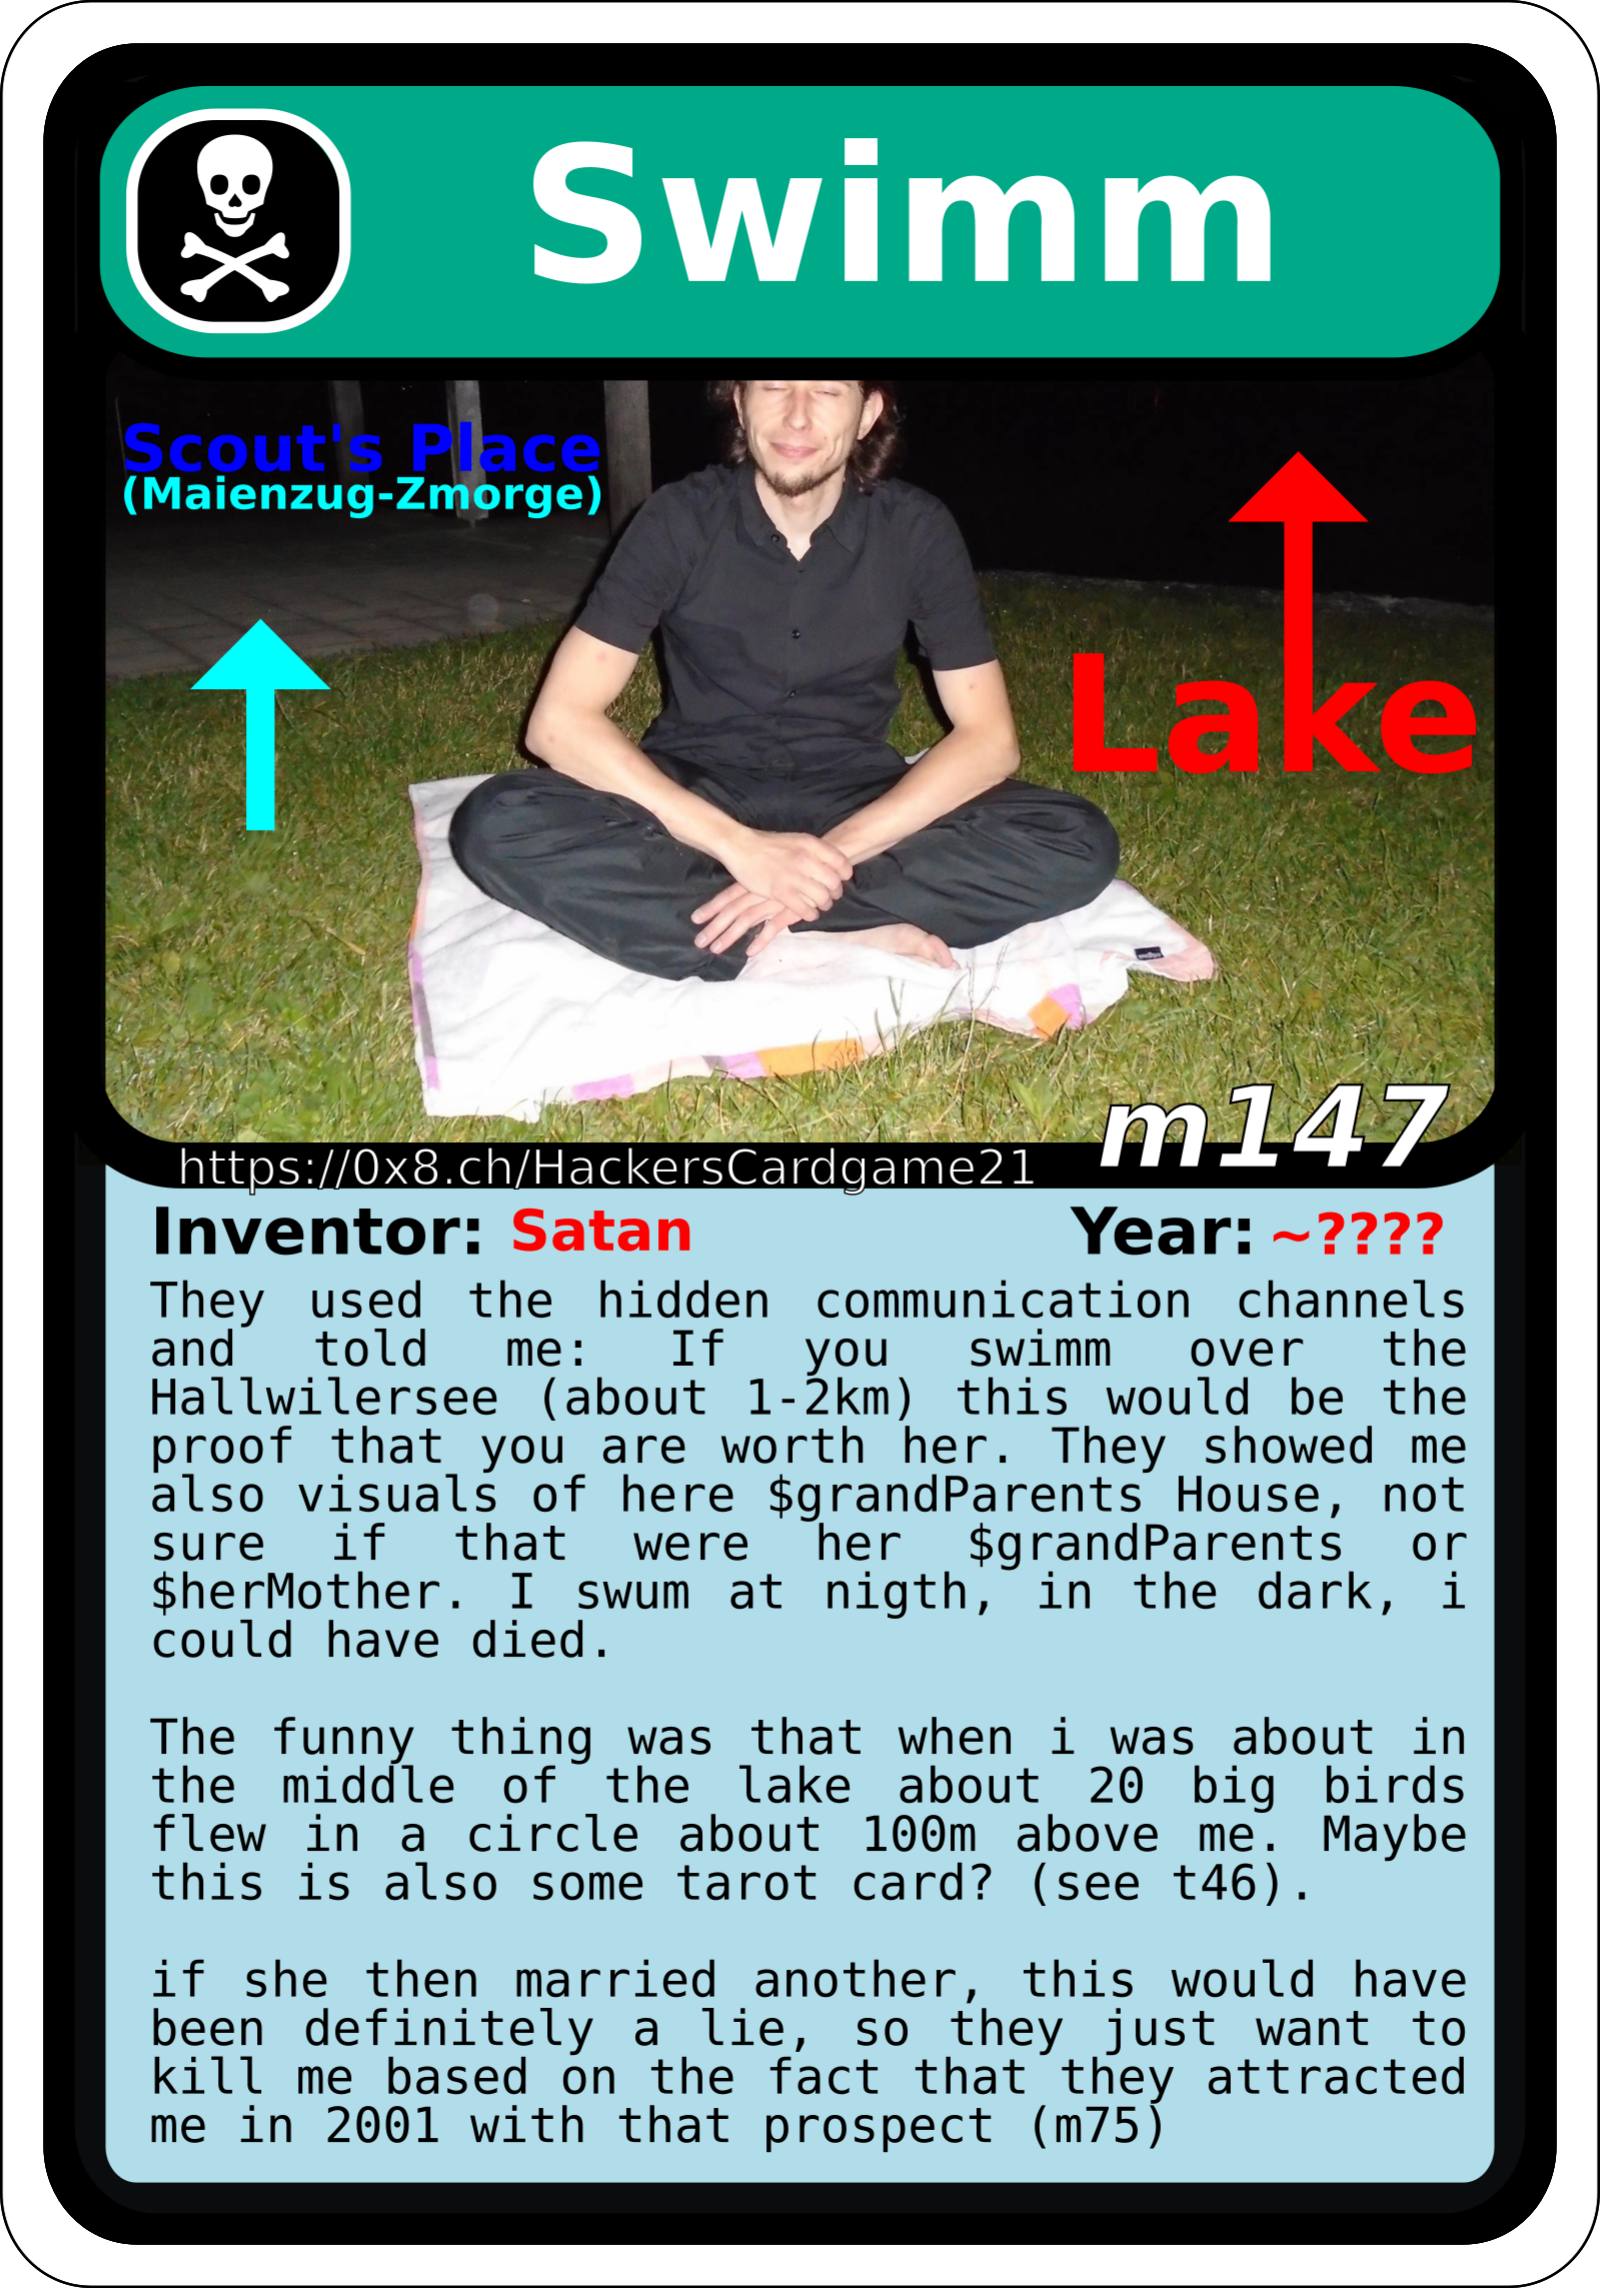 Swimm
Scout's Place
(Maienzug-Zmorge)
Lake
m147
https://0x8.ch/HackersCardgame21
Inventor: Satan Year: ~????
They used the hidden communication channels
and told me: If you swimm over the
Hallwilersee (about 1-2km) this would be the
proof that you are worth her. They showed me
also visuals of here $grandParents House, not
sure if that were her $grandParents or
$herMother. I swum at nigth, in the dark, i
could have died.
The funny thing was that when i was about in
the middle of the lake about 20 big birds
flew in a circle about 100m above me. Maybe
this is also some tarot card? (see t46).
if she then married another, this would have
been definitely a lie, so they just want to
kill me based on the fact that they attracted
me in 2001 with that prospect (m75)